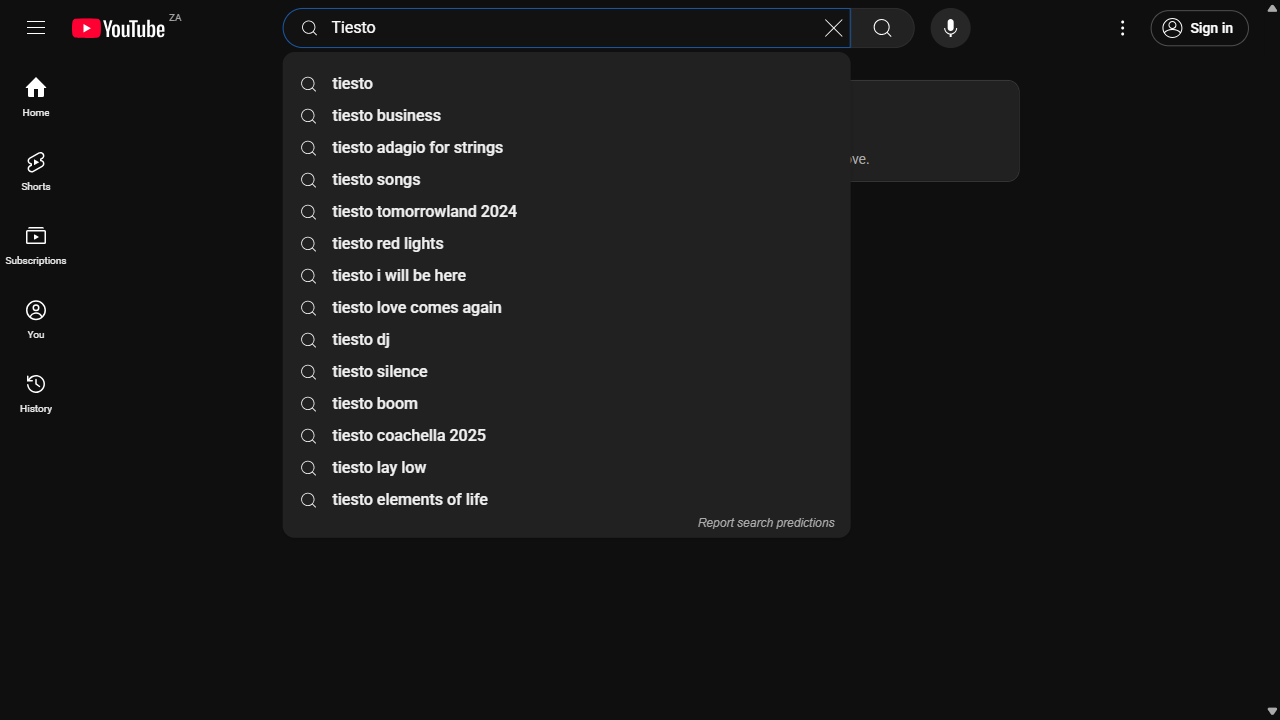 YouTube ZA
Tiesto
Sign in
Home
Shorts
Subscriptions
You
History
tiesto
tiesto business
tiesto adagio for strings
tiesto songs
tiesto tomorrowland 2024
tiesto red lights
tiesto i will be here
tiesto love comes again
tiesto dj
tiesto silence
tiesto boom
tiesto coachella 2025
tiesto lay low
tiesto elements of life
Report search predictions